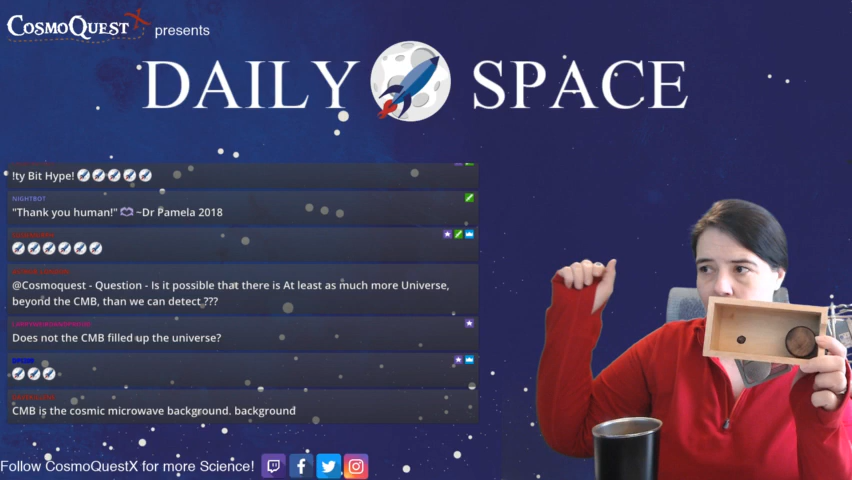 CosmoQuestX presents
DAILY SPACE
!ty Bit Hype!
NIGHTBOT
"Thank you human!" ~Dr Pamela 2018
@Cosmoquest - Question - Is it possible that there is At least as much more Universe,
beyond the CMB, than we can detect ???
Does not the CMB filled up the universe?
CMB is the cosmic microwave background. background
Follow CosmoQuestX for more Science!